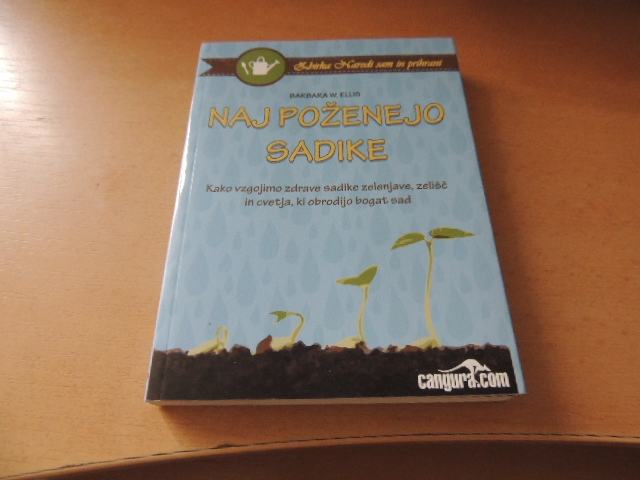 Zbirka Naredi sam in prihrani
BARBARA W. ELLIS
NAJ POŽENEJO
SADIKE
Kako vzgojimo zdrave sadike zelenjave, zelišč
in cvetja, ki obrodijo bogat sad
cangura.com